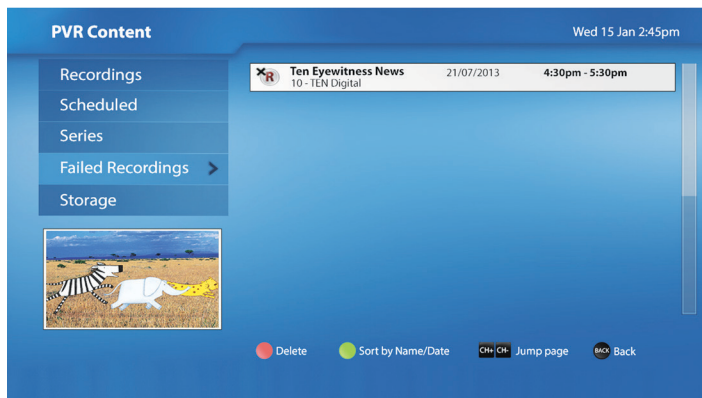 PVR Content
Wed 15 Jan 2:45pm
Recordings
Scheduled
Series
Failed Recordings
Storage
R
Ten Eyewitness News 21/07/2013 4:30pm - 5:30pm
10 - TEN Digital
Delete Sort by Name/Date CH+ CH- Jump page BACK Back